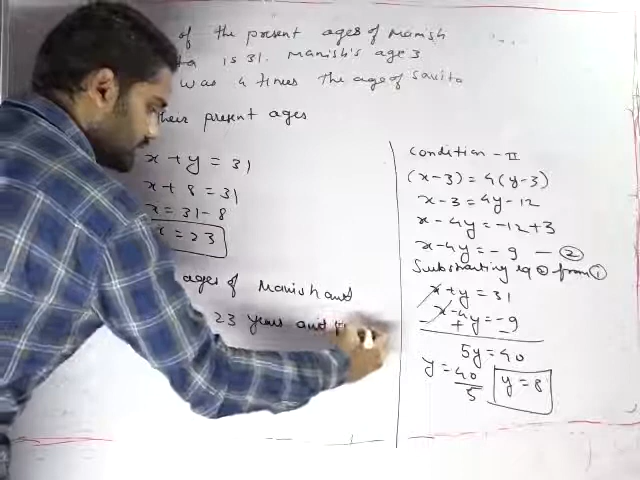 of the present ages of Manish
ta is 31. Manish's age 3
was 4 times the age of Savita
their present ages
x + y = 31
x + 8 = 31
x = 31 - 8
x = 23
ages of Manish and
23 years and
Condition - II
(x-3) = 4(y-3)
x - 3 = 4y - 12
x - 4y = -12 + 3
x - 4y = - 9 — ②
Substracting eq ② from ①
x + y = 31
x - 4y = - 9
+
5y = 40
y = 40
5
y = 8